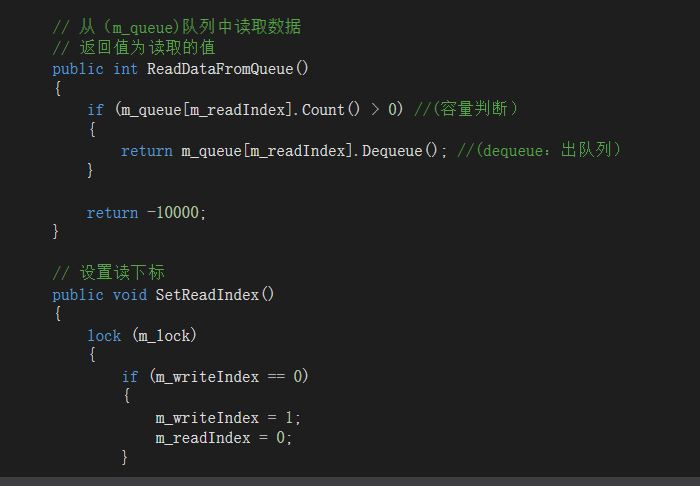 // 从（m_queue)队列中读取数据
// 返回值为读取的值
public int ReadDataFromQueue()
{
if (m_queue[m_readIndex].Count() > 0) //(容量判断）
{
return m_queue[m_readIndex].Dequeue(); //(dequeue：出队列）
}
return -10000;
}
// 设置读下标
public void SetReadIndex()
{
lock (m_lock)
{
if (m_writeIndex == 0)
{
m_writeIndex = 1;
m_readIndex = 0;
}